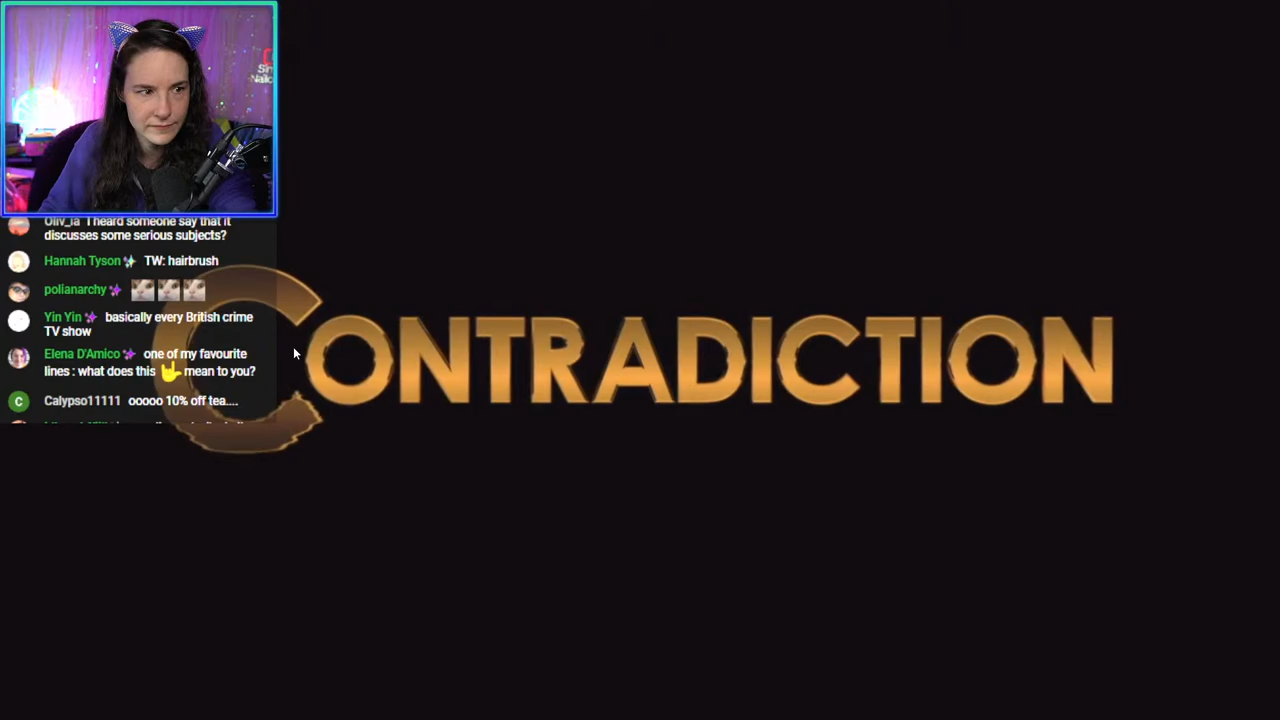 Oliv_ia I heard someone say that it
discusses some serious subjects?
Hannah Tyson TW: hairbrush
polianarchy
Yin Yin basically every British crime
TV show
Elena D'Amico one of my favourite
lines : what does this 🤟 mean to you?
C Calypso11111 ooooo 10% off tea....
CONTRADICTION